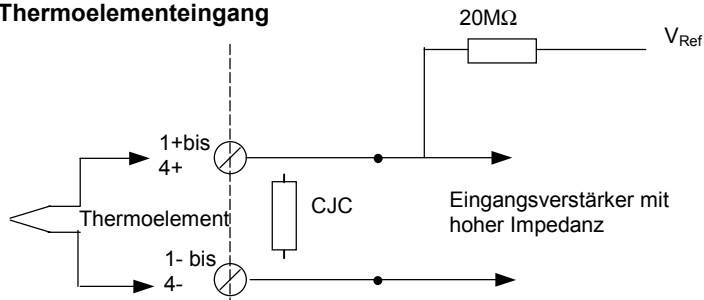 Thermoelementeingang
20MΩ
V_Ref
1+bis
4+
Thermoelement
CJC
Eingangsverstärker mit
hoher Impedanz
1- bis
4-